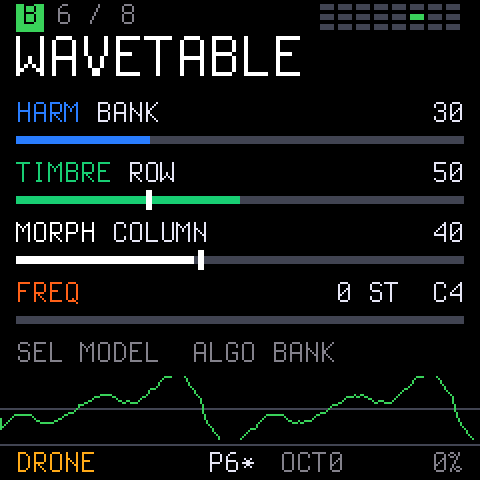 B 6 / 8
WAVETABLE
HARM BANK 30
TIMBRE ROW 50
MORPH COLUMN 40
FREQ 0 ST C4
SEL MODEL ALGO BANK
DRONE P6* OCT0 0%